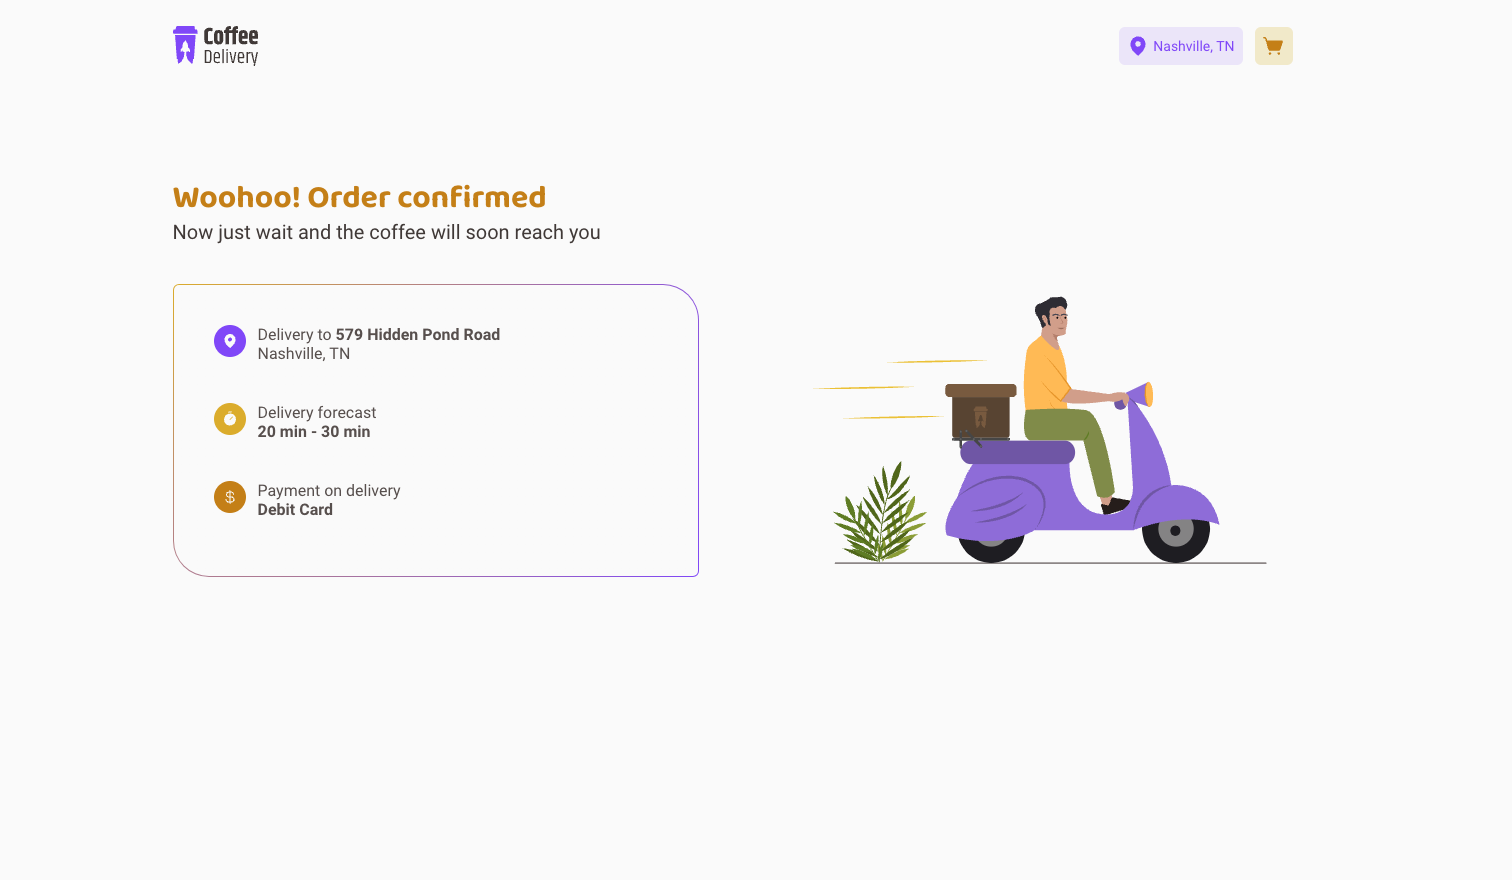 Coffee
Delivery
Nashville, TN
Woohoo! Order confirmed
Now just wait and the coffee will soon reach you
Delivery to 579 Hidden Pond Road
Nashville, TN
Delivery forecast
20 min - 30 min
Payment on delivery
Debit Card